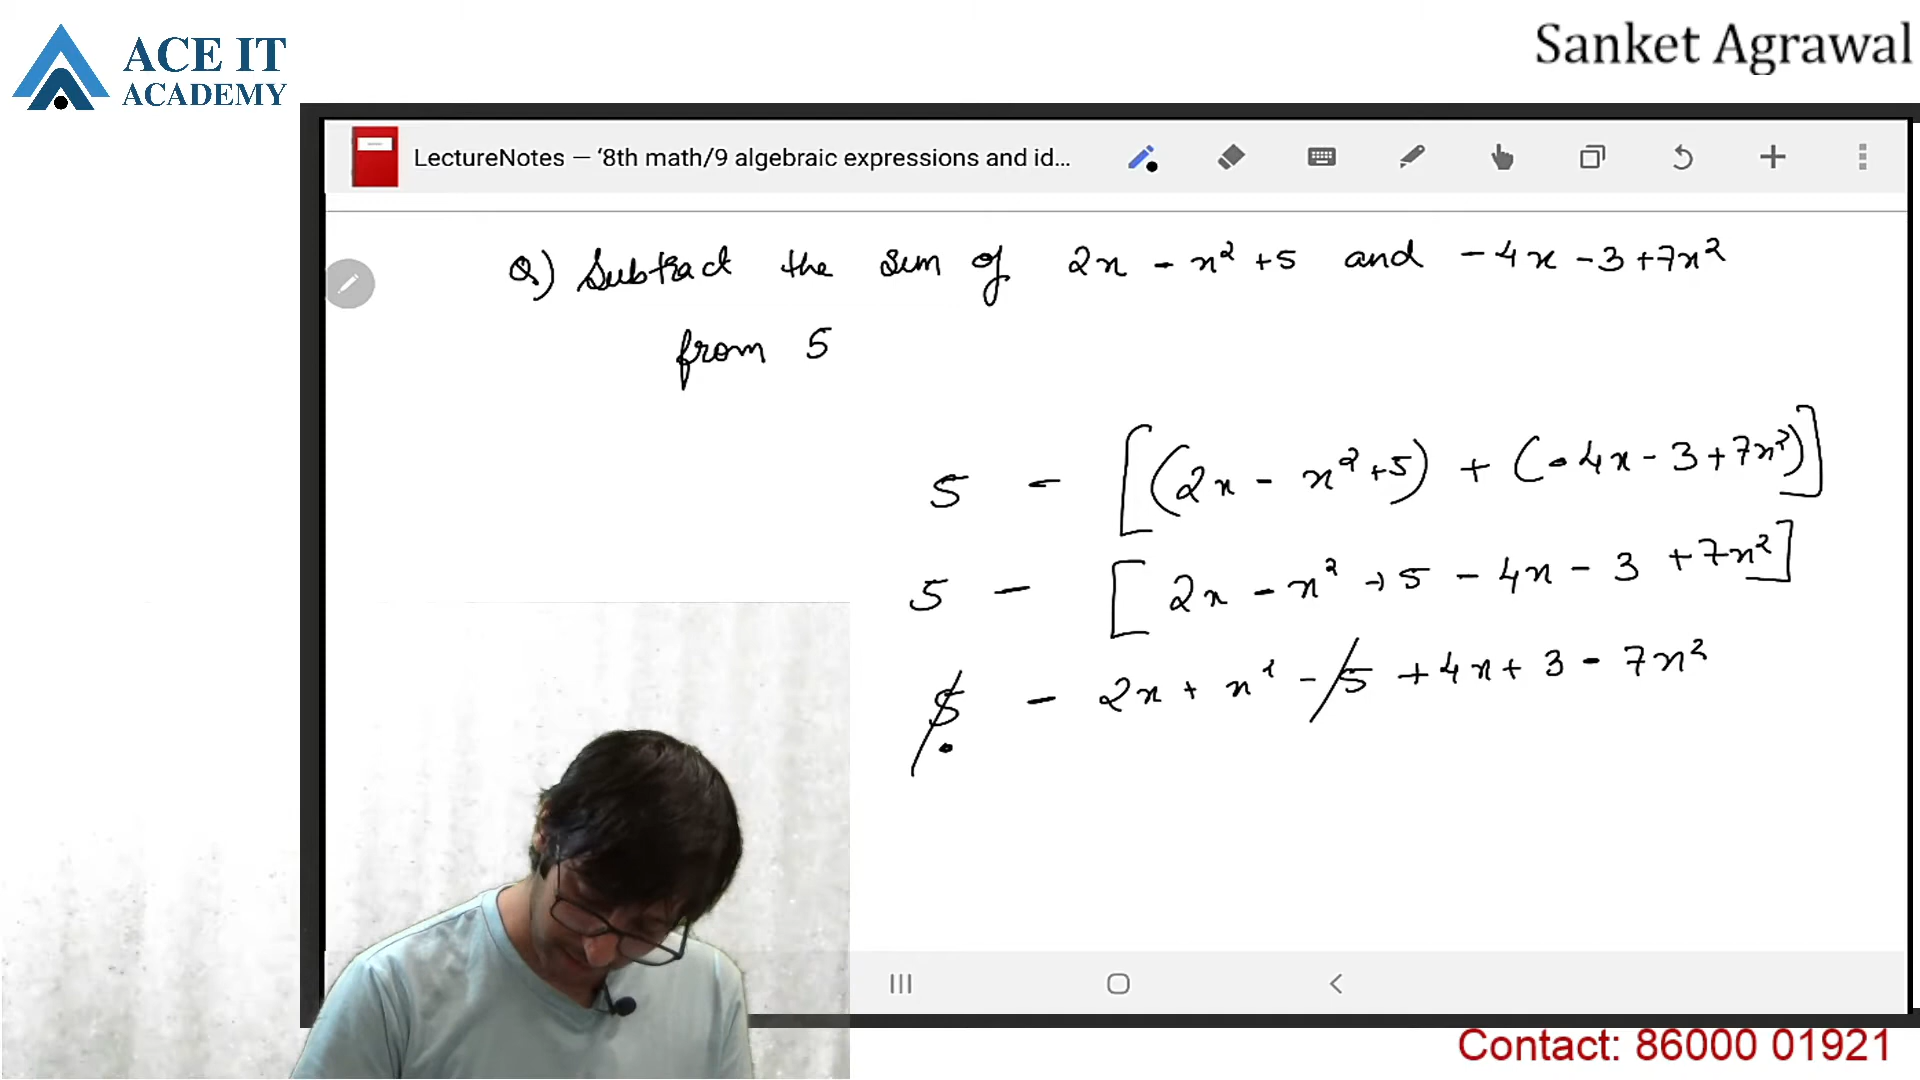 ACE IT
ACADEMY
Sanket Agrawal
LectureNotes — ‘8th math/9 algebraic expressions and id...
Q) Subtract the sum of 2x - x² + 5 and - 4x - 3 + 7x²
from 5
5 - [(2x - x² + 5) + (- 4x - 3 + 7x²)]
5 - [2x - x² + 5 - 4x - 3 + 7x²]
5 - 2x + x² - 5 + 4x + 3 - 7x²
Contact: 86000 01921